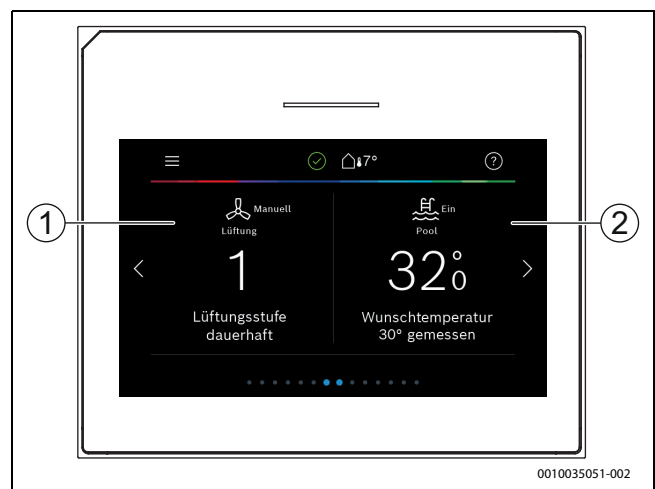 7°
?
Manuell
Lüftung
1
Lüftungsstufe
dauerhaft
Ein
Pool
32°0
Wunschtemperatur
30° gemessen
1
2
0010035051-002